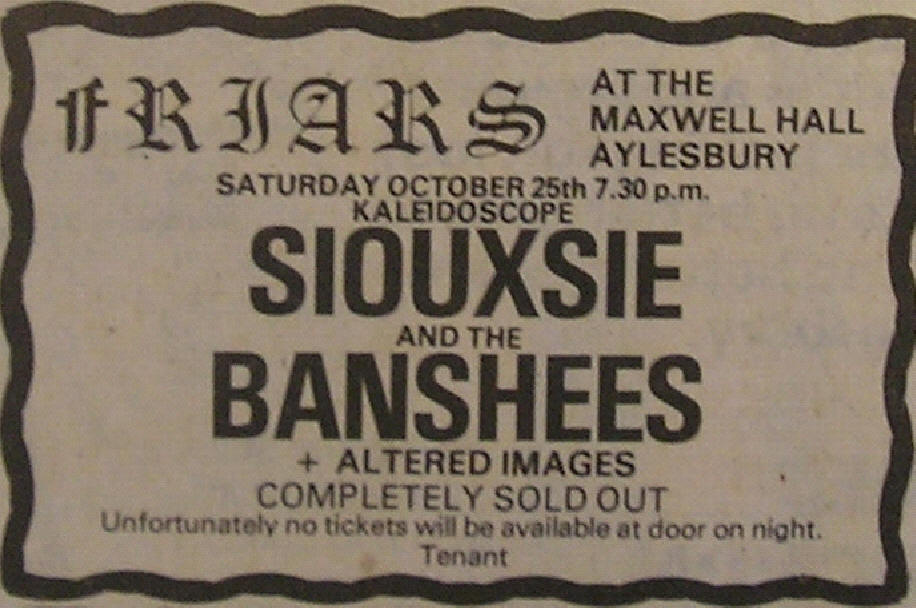 fRIARS
AT THE
MAXWELL HALL
AYLESBURY
SATURDAY OCTOBER 25th 7.30 p.m.
KALEIDOSCOPE
SIOUXSIE
AND THE
BANSHEES
+ ALTERED IMAGES
COMPLETELY SOLD OUT
Unfortunately no tickets will be available at door on night.
Tenant